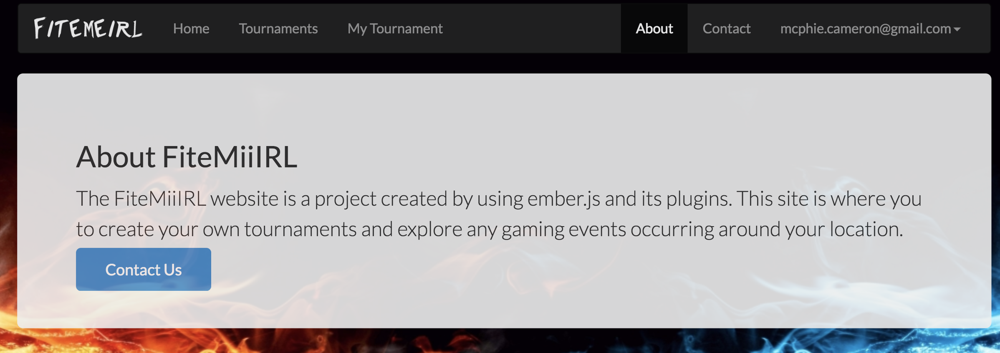 FITEMEIRL Home Tournaments My Tournament About Contact mcphie.cameron@gmail.com
About FiteMiiIRL
The FiteMiiIRL website is a project created by using ember.js and its plugins. This site is where you
to create your own tournaments and explore any gaming events occurring around your location.
Contact Us